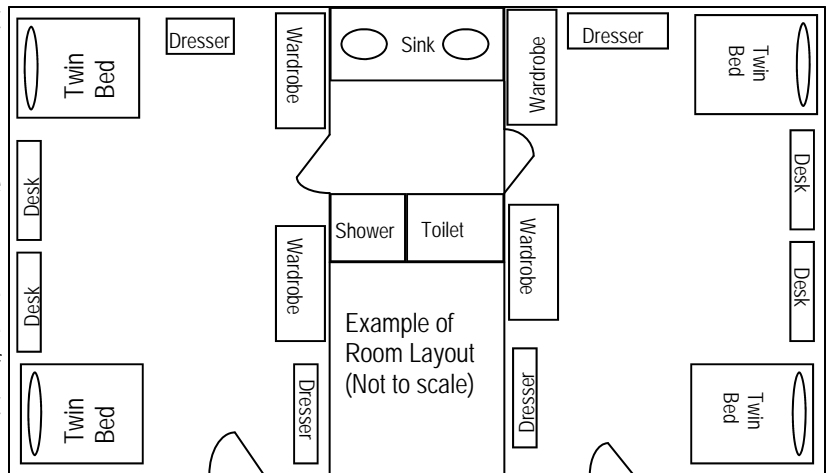 Twin
Bed
Dresser
Wardrobe
Sink
Wardrobe
Dresser
Twin
Bed
Desk
Desk
Shower
Toilet
Wardrobe
Wardrobe
Desk
Desk
Example of
Room Layout
(Not to scale)
Twin
Bed
Dresser
Dresser
Twin
Bed